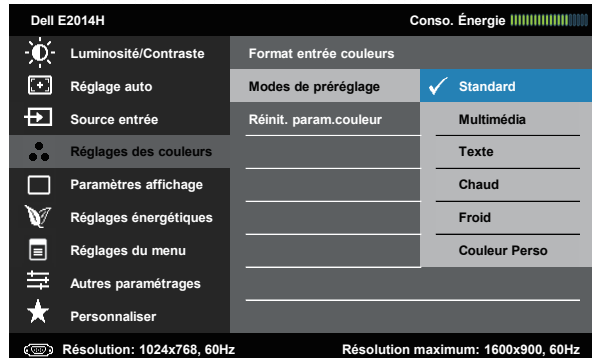 Dell E2014H Conso. Énergie
Luminosité/Contraste Format entrée couleurs
Réglage auto Modes de préréglage Standard
Source entrée Réinit. param.couleur Multimédia
Réglages des couleurs Texte
Paramètres affichage Chaud
Réglages énergétiques Froid
Réglages du menu Couleur Perso
Autres paramétrages
Personnaliser
Résolution: 1024x768, 60Hz Résolution maximum: 1600x900, 60Hz